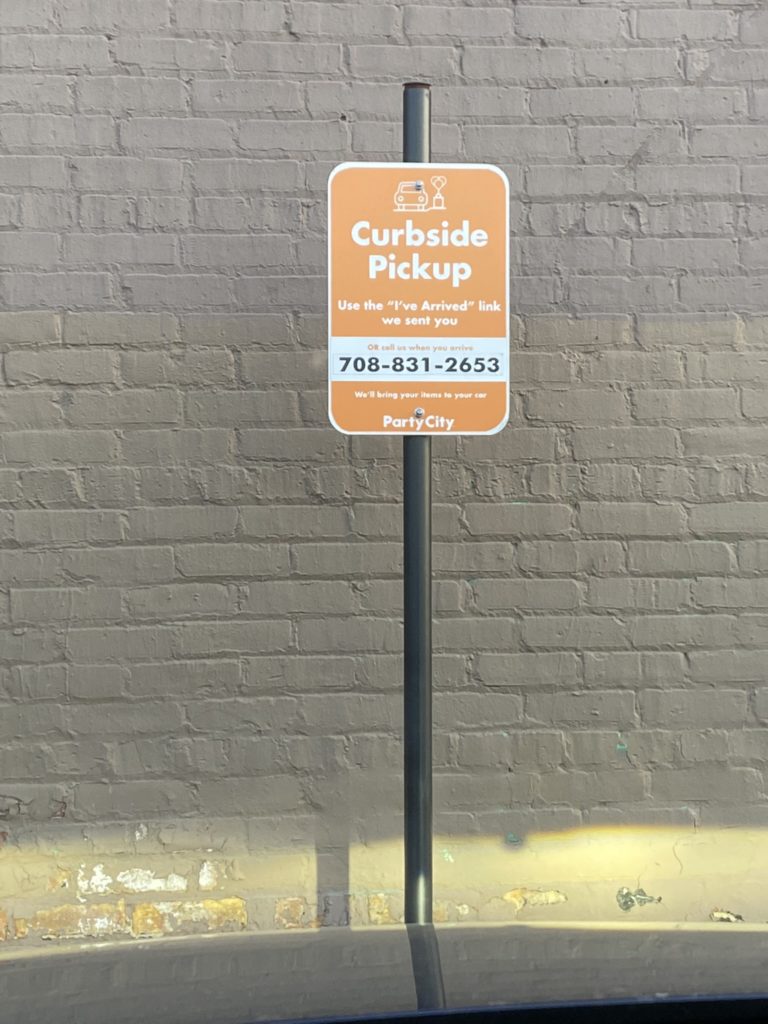 Curbside
Pickup
Use the "I've Arrived" link
we sent you
OR call us when you arrive
708-831-2653
We'll bring your items to your car
PartyCity